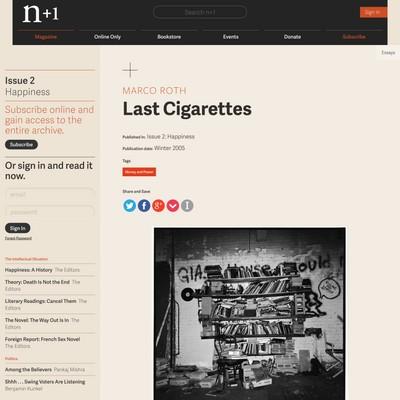 n+1
Search n+1
Sign In
Magazine
Online Only
Bookstore
Events
Donate
Subscribe
Essays
Issue 2
Happiness
Subscribe online and
gain access to the
entire archive.
Subscribe
Or sign in and read it
now.
email
password
Sign In
Forgot Password
The Intellectual Situation
Happiness: A History The Editors
Theory: Death Is Not the End The
Editors
Literary Readings: Cancel Them The
Editors
The Novel: The Way Out Is In The
Editors
Foreign Report: French Sex Novel
The Editors
Politics
Among the Believers Pankaj Mishra
Shhh . . . Swing Voters Are Listening
Benjamin Kunkel
MARCO ROTH
Last Cigarettes
Published in: Issue 2: Happiness
Publication date: Winter 2005
Tags
Money and Power
Share and Save